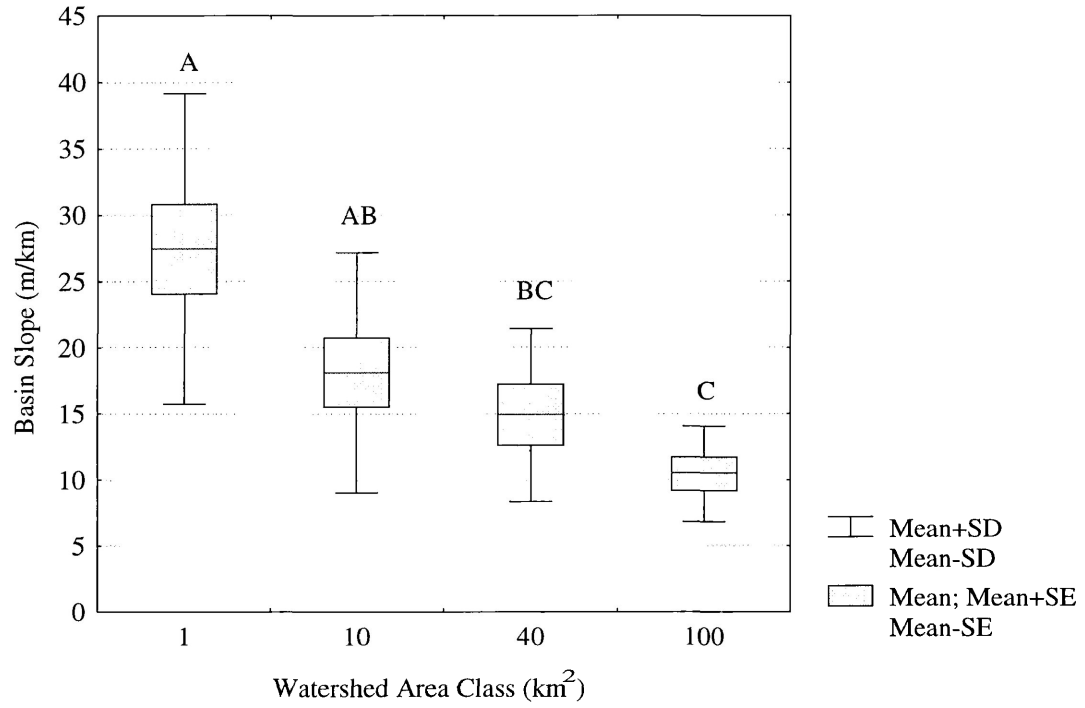 45
40
35
30
25
20
15
10
5
0
Basin Slope (m/km)
A
AB
BC
C
1 10 40 100
Watershed Area Class (km²)
Mean+SD
Mean-SD
Mean; Mean+SE
Mean-SE